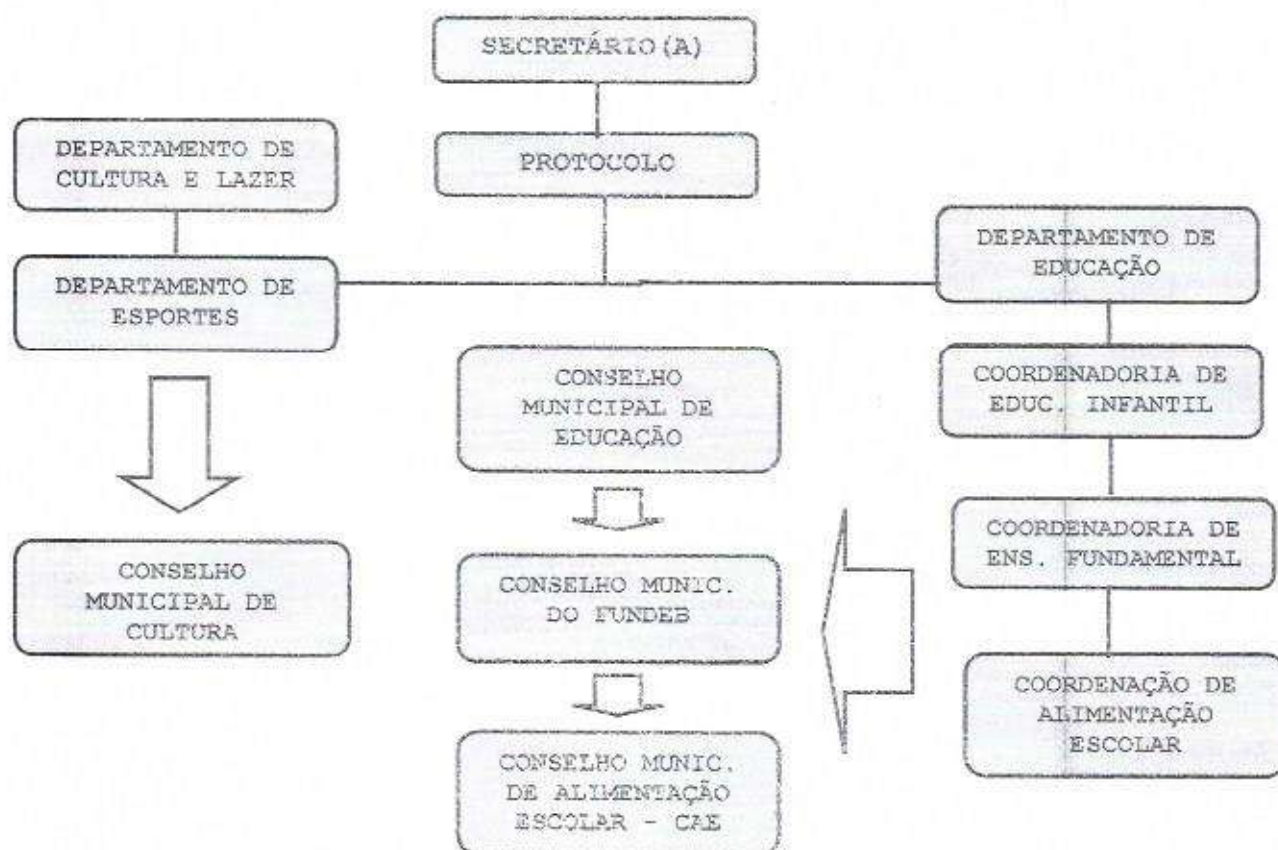 SECRETÁRIO(A)
PROTOCOLO
DEPARTAMENTO DE
CULTURA E LAZER
DEPARTAMENTO DE
ESPORTES
CONSELHO
MUNICIPAL DE
CULTURA
CONSELHO
MUNICIPAL DE
EDUCAÇÃO
CONSELHO MUNIC.
DO FUNDEB
CONSELHO MUNIC.
DE ALIMENTAÇÃO
ESCOLAR - CAE
DEPARTAMENTO DE
EDUCAÇÃO
COORDENADORIA DE
EDUC. INFANTIL
COORDENADORIA DE
ENS. FUNDAMENTAL
COORDENAÇÃO DE
ALIMENTAÇÃO
ESCOLAR